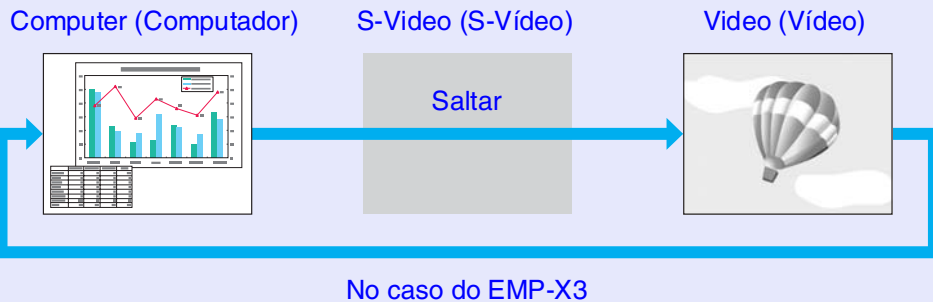 Computer (Computador)
S-Video (S-Vídeo)
Video (Vídeo)
Saltar
No caso do EMP-X3